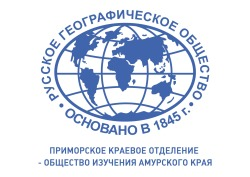 РУССКОЕ ГЕОГРАФИЧЕСКОЕ ОБЩЕСТВО
• ОСНОВАНО В 1845 г. •
ПРИМОРСКОЕ КРАЕВОЕ ОТДЕЛЕНИЕ
- ОБЩЕСТВО ИЗУЧЕНИЯ АМУРСКОГО КРАЯ